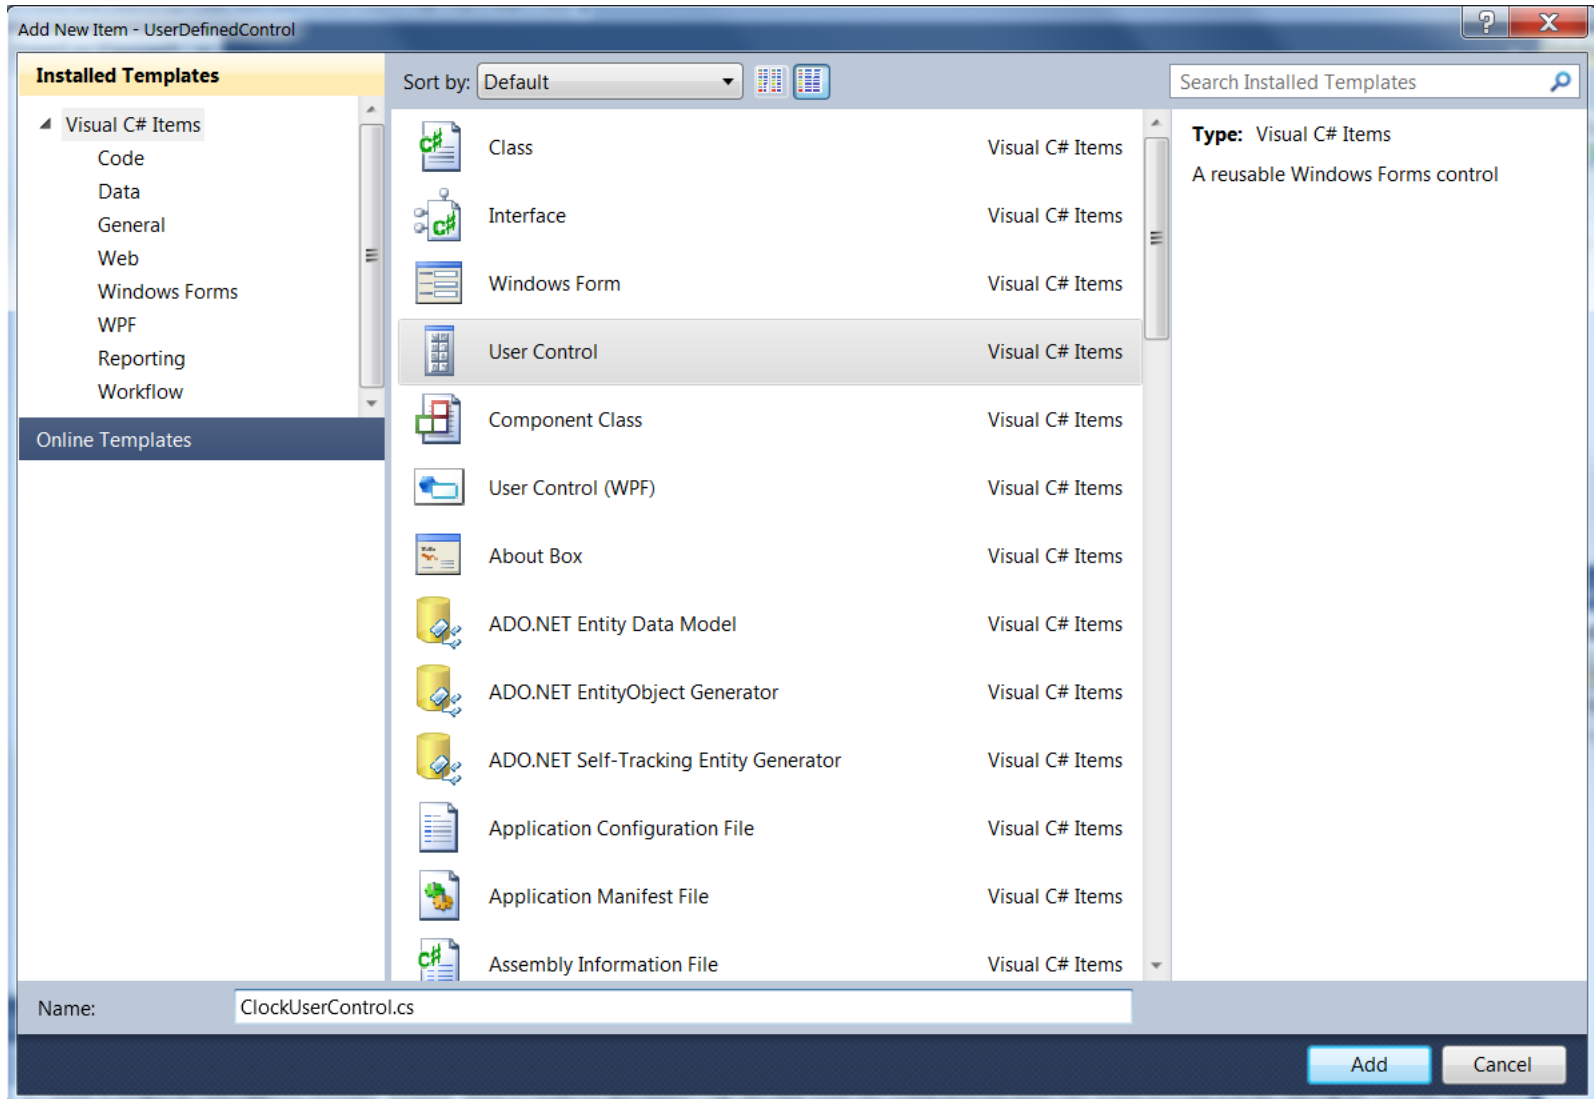 Add New Item - UserDefinedControl
Installed Templates
Sort by: Default
Search Installed Templates
Visual C# Items
Code
Data
General
Web
Windows Forms
WPF
Reporting
Workflow
Online Templates
Class Visual C# Items
Interface Visual C# Items
Windows Form Visual C# Items
User Control Visual C# Items
Component Class Visual C# Items
User Control (WPF) Visual C# Items
About Box Visual C# Items
ADO.NET Entity Data Model Visual C# Items
ADO.NET EntityObject Generator Visual C# Items
ADO.NET Self-Tracking Entity Generator Visual C# Items
Application Configuration File Visual C# Items
Application Manifest File Visual C# Items
Assembly Information File Visual C# Items
Type: Visual C# Items
A reusable Windows Forms control
Name: ClockUserControl.cs
Add Cancel